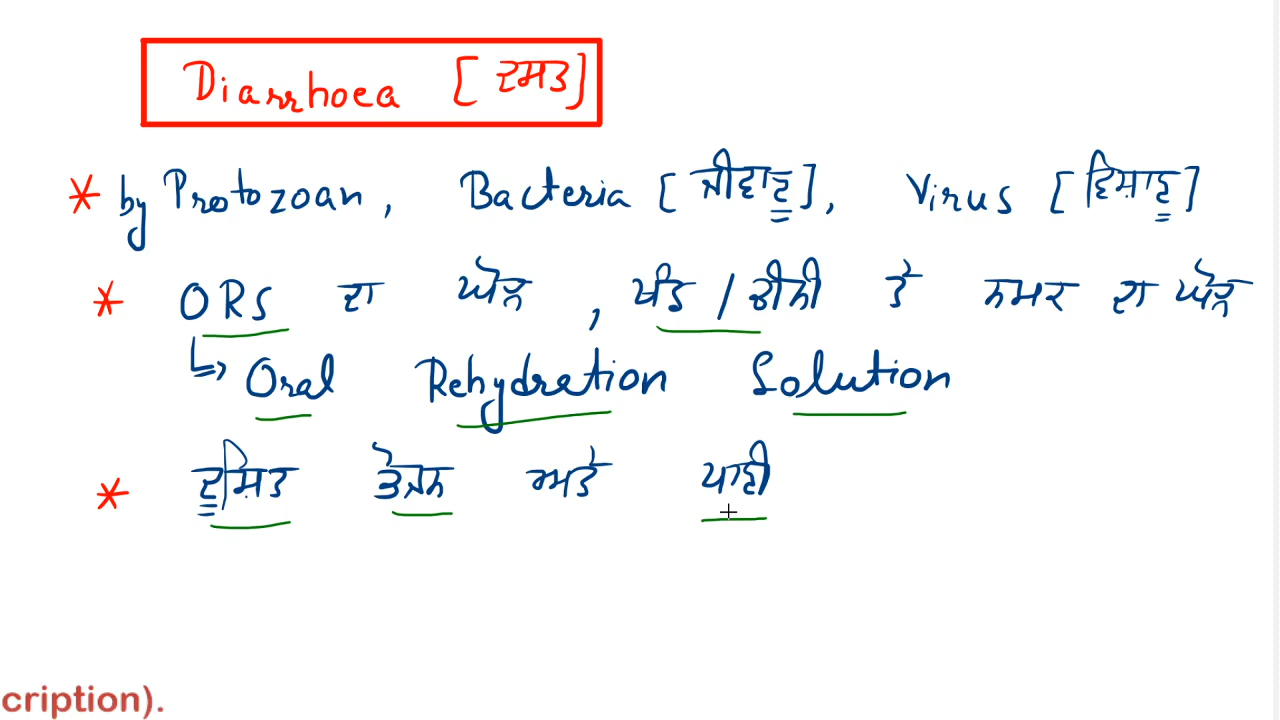 Diarrhoea [ਦਸਤ]
* by Protozoan, Bacteria [ਜੀਵਾਣੂ], Virus [ਵਿਸ਼ਾਣੂ]
* ORS ਦਾ ਘੋਲ, ਖੰਡ / ਚੀਨੀ ਤੇ ਨਮਕ ਦਾ ਘੋਲ
↳ Oral Rehydration Solution
* ਦੂਸ਼ਿਤ ਭੋਜਨ ਅਤੇ ਪਾਣੀ
cription).